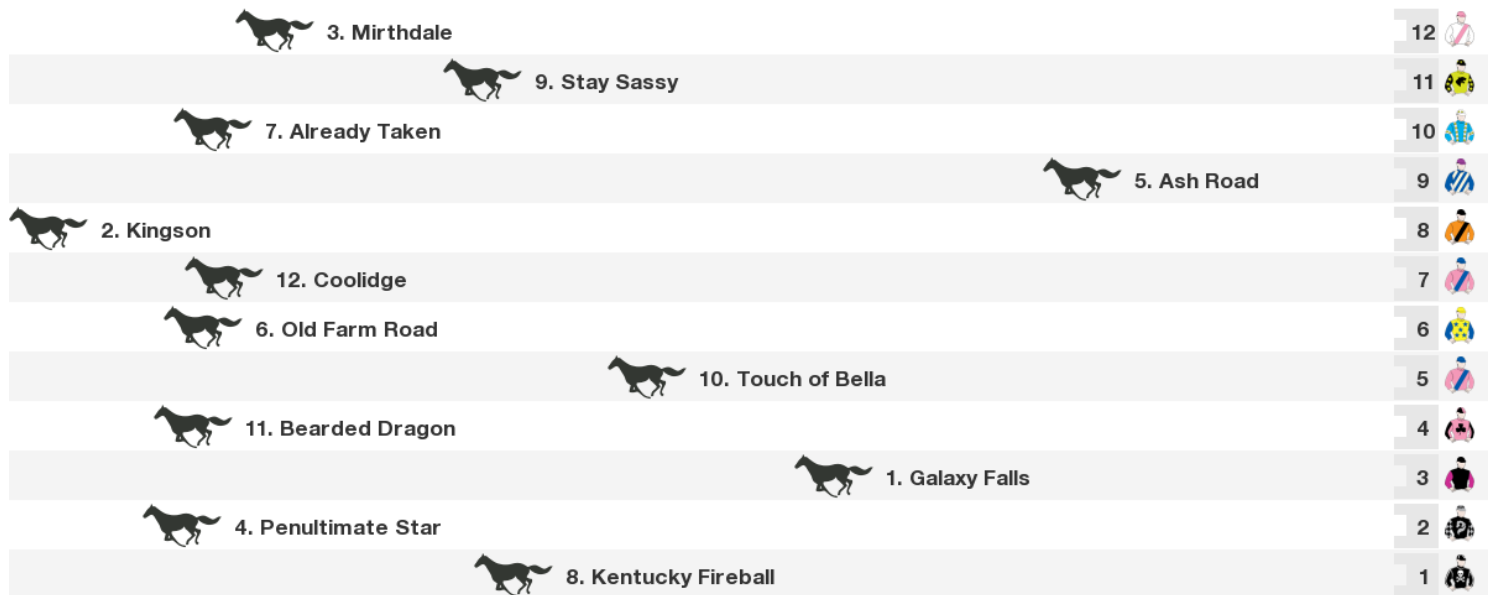 3. Mirthdale 12
9. Stay Sassy 11
7. Already Taken 10
5. Ash Road 9
2. Kingson 8
12. Coolidge 7
6. Old Farm Road 6
10. Touch of Bella 5
11. Bearded Dragon 4
1. Galaxy Falls 3
4. Penultimate Star 2
8. Kentucky Fireball 1